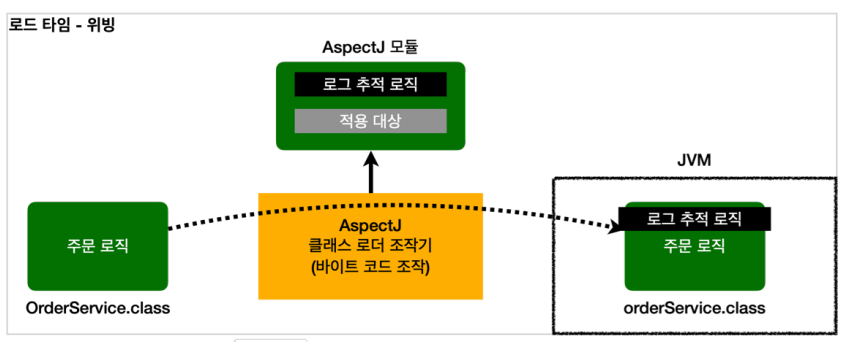 로드 타임 - 위빙
AspectJ 모듈
로그 추적 로직
적용 대상
JVM
주문 로직
AspectJ
클래스 로더 조작기
(바이트 코드 조작)
로그 추적 로직
주문 로직
OrderService.class
orderService.class